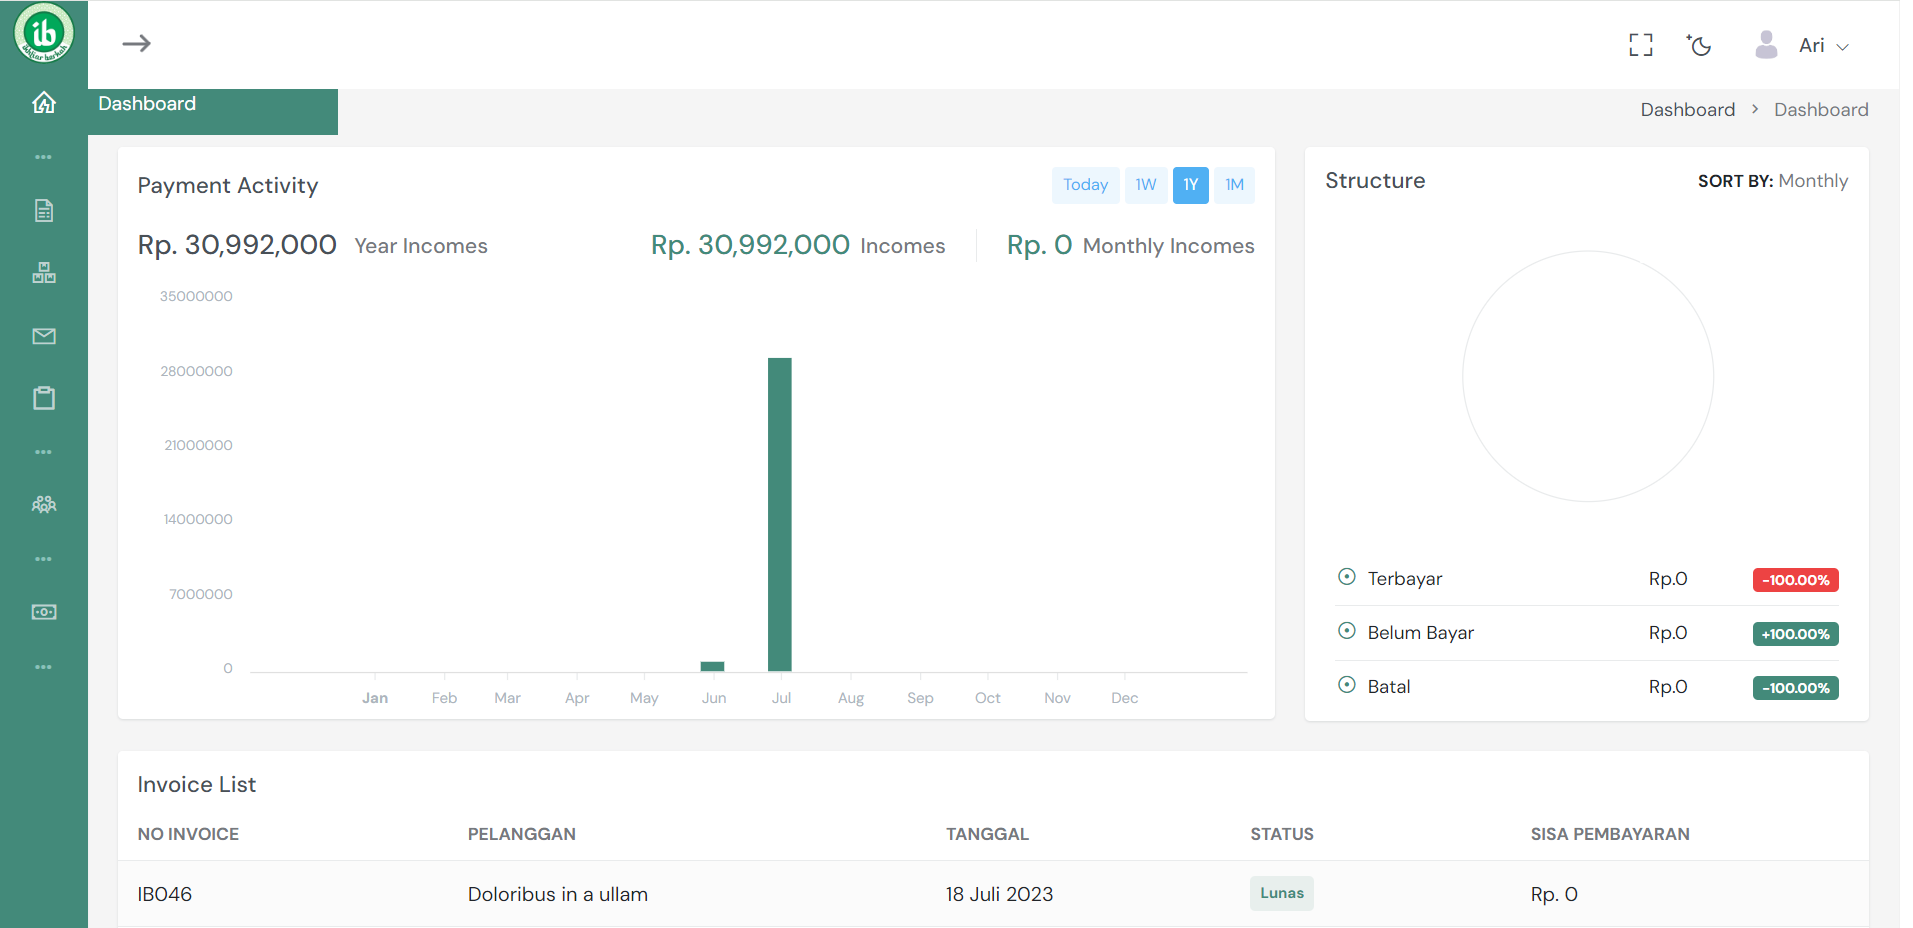 ib
ikhtiar barkah
Ari
Dashboard
Dashboard > Dashboard
Payment Activity
Today 1W 1Y 1M
Rp. 30,992,000 Year Incomes
Rp. 30,992,000 Incomes
Rp. 0 Monthly Incomes
35000000
28000000
21000000
14000000
7000000
0
Jan Feb Mar Apr May Jun Jul Aug Sep Oct Nov Dec
Structure
SORT BY: Monthly
Terbayar Rp.0 -100.00%
Belum Bayar Rp.0 +100.00%
Batal Rp.0 -100.00%
Invoice List
NO INVOICE PELANGGAN TANGGAL STATUS SISA PEMBAYARAN
IB046 Doloribus in a ullam 18 Juli 2023 Lunas Rp. 0